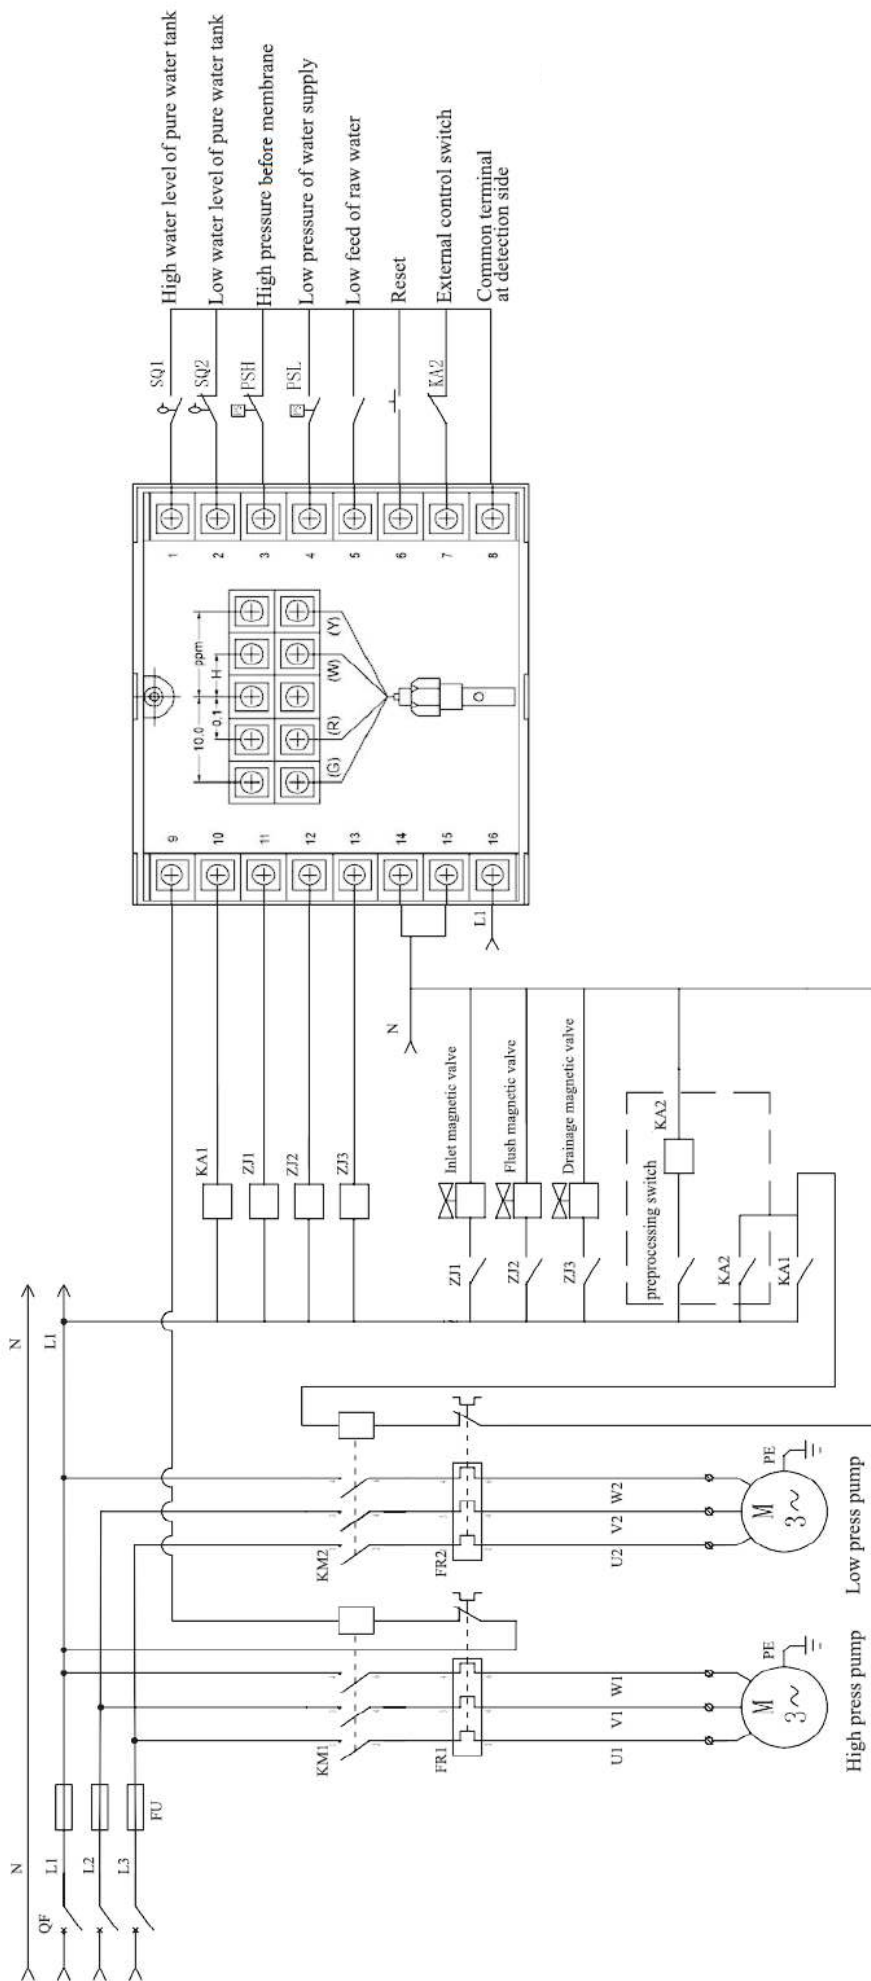 N
N
QF
L1
L2
L3
FU
L1
KM1
KM2
FR1
FR2
U1
V1
W1
U2
V2
W2
PE
PE
M
3~
M
3~
High press pump
Low press pump
KA1
ZJ1
ZJ2
ZJ3
ZJ1
ZJ2
ZJ3
Inlet magnetic valve
Flush magnetic valve
Drainage magnetic valve
preprocessing switch
KA2
KA2
KA1
N
L1
9
10
11
12
13
14
15
16
10.0
ppm
0.1
H
(G)
(R)
(W)
(Y)
1
2
3
4
5
6
7
8
SQ1
SQ2
PSH
PSL
KA2
High water level of pure water tank
Low water level of pure water tank
High pressure before membrane
Low pressure of water supply
Low feed of raw water
Reset
External control switch
Common terminal
at detection side